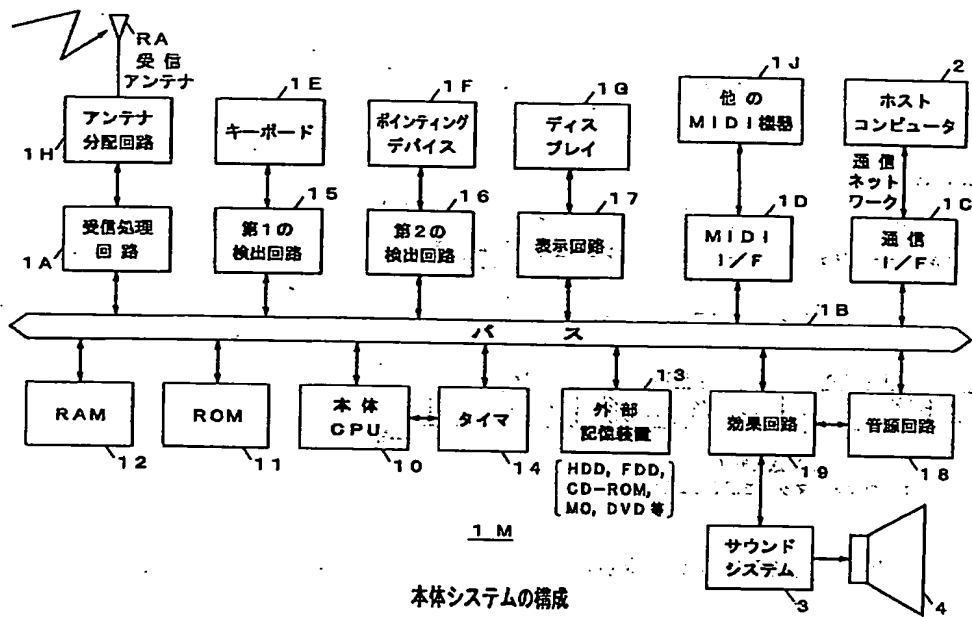 RA
受信
アンテナ
アンテナ
分配回路
1H
1E
キーボード
1F
ポインティング
デバイス
1G
ディス
プレイ
1J
他の
MIDI機器
2
ホスト
コンピュータ
通信
ネット
ワーク
受信処理
回路
1A
15
第1の
検出回路
16
第2の
検出回路
17
表示回路
1D
MIDI
I/F
1C
通信
I/F
1B
バス
RAM
12
ROM
11
本体
CPU
10
タイマ
14
13
外部
記憶装置
HDD, FDD,
CD-ROM,
MO, DVD等
効果回路
19
音源回路
18
1M
サウンド
システム
3
4
本体システムの構成